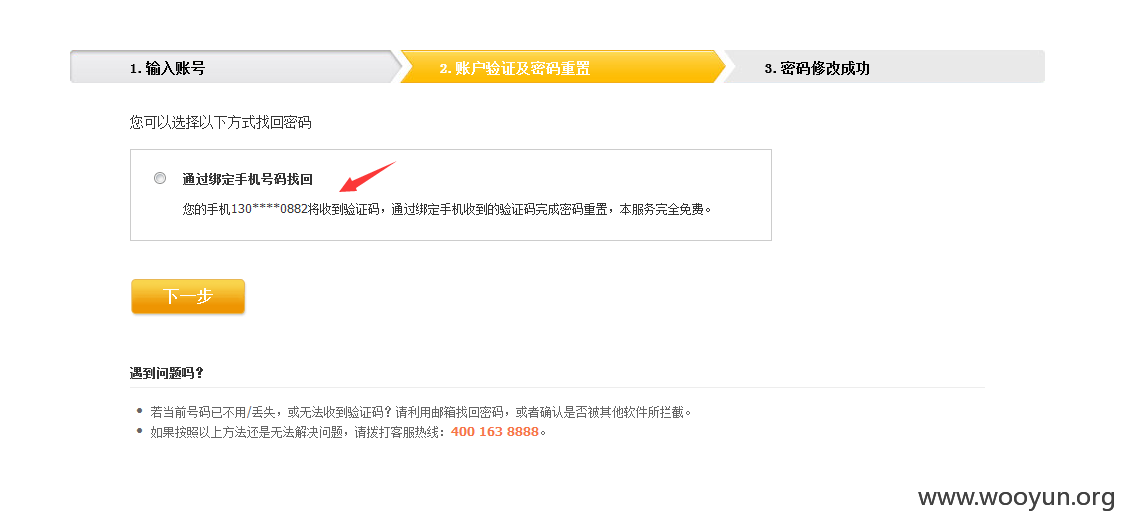 1. 输入账号
2. 账户验证及密码重置
3. 密码修改成功
您可以选择以下方式找回密码
通过绑定手机号码找回
您的手机130****0882将收到验证码，通过绑定手机收到的验证码完成密码重置，本服务完全免费。
下一步
遇到问题吗？
若当前号码已不用/丢失，或无法收到验证码？请利用邮箱找回密码，或者确认是否被其他软件所拦截。
如果按照以上方法还是无法解决问题，请拨打客服热线：400 163 8888。
www.wooyun.org